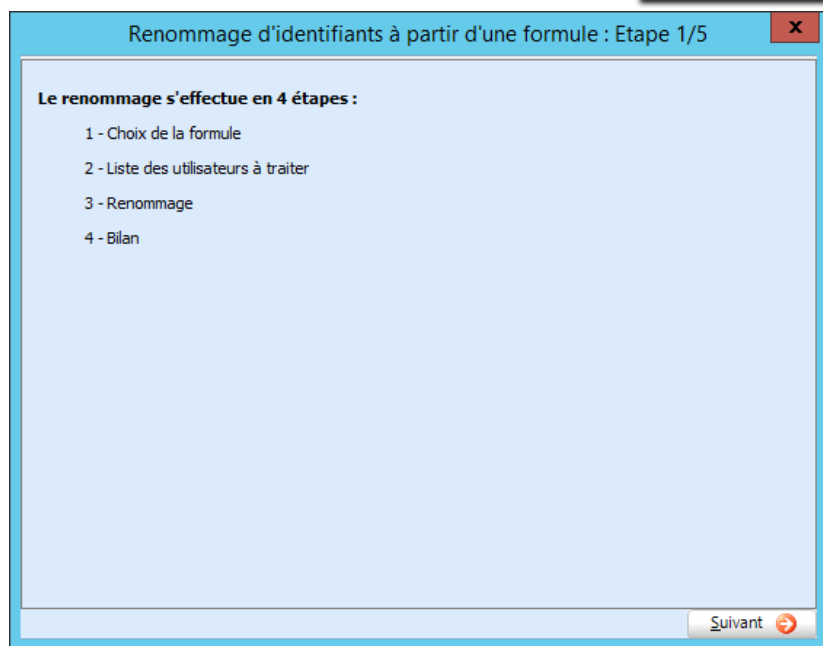 Renommage d'identifiants à partir d'une formule : Etape 1/5
x
Le renommage s'effectue en 4 étapes :
1 - Choix de la formule
2 - Liste des utilisateurs à traiter
3 - Renommage
4 - Bilan
Suivant